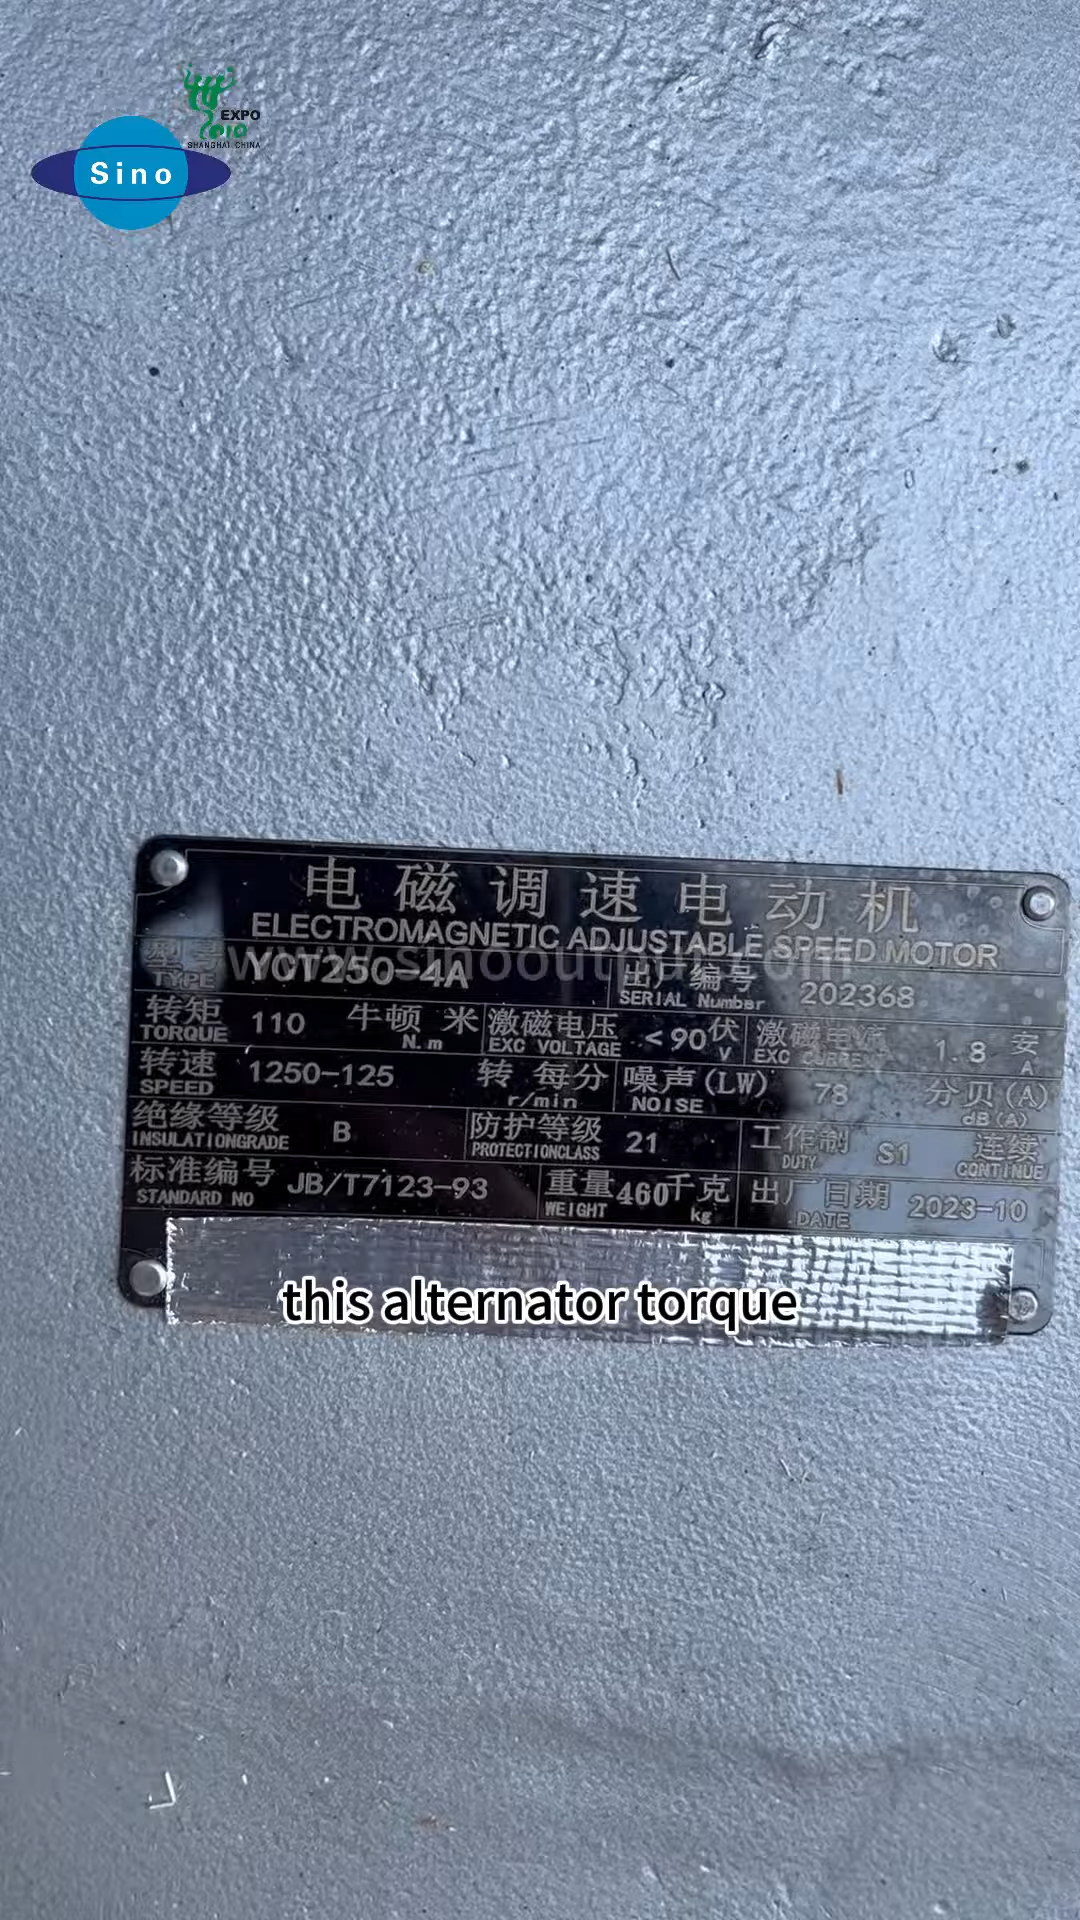 EXPO
2010
SHANGHAI CHINA
Sino
电磁调速电动机
ELECTROMAGNETIC ADJUSTABLE SPEED MOTOR
型号 TYPE YCT250-4A 出厂编号 SERIAL Number 202368
转矩 TORQUE 110 牛顿 米 N.m 激磁电压 EXC VOLTAGE <90 伏 V 激磁电流 EXC CURRENT 1.8 安 A
转速 SPEED 1250-125 转 每分 r/min 噪声(LW) NOISE 78 分贝(A) dB(A)
绝缘等级 INSULATIONGRADE B 防护等级 PROTECTIONCLASS 21 工作制 DUTY S1 连续 CONTINUE
标准编号 STANDARD NO JB/T7123-93 重量 WEIGHT 460 千克 kg 出厂日期 DATE 2023-10
this alternator torque